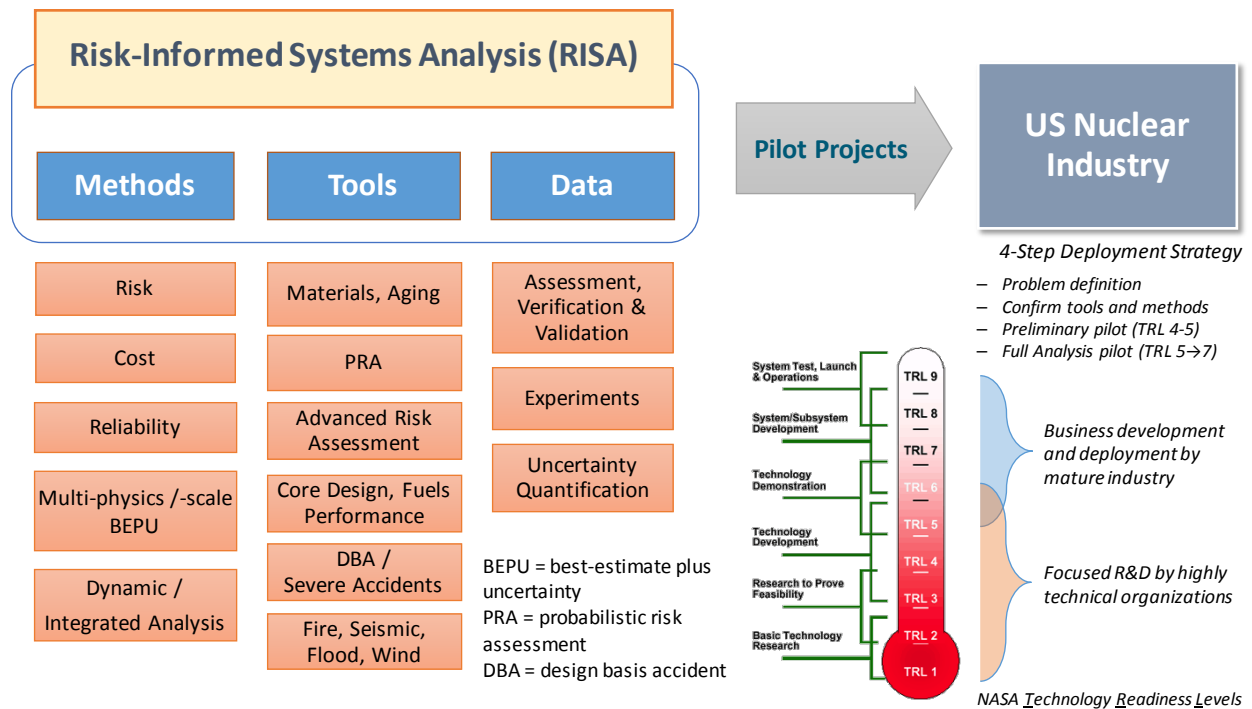 Risk-Informed Systems Analysis (RISA)
Methods
Tools
Data
Risk
Cost
Reliability
Multi-physics /-scale
BEPU
Dynamic /
Integrated Analysis
Materials, Aging
PRA
Advanced Risk
Assessment
Core Design, Fuels
Performance
DBA /
Severe Accidents
Fire, Seismic,
Flood, Wind
Assessment,
Verification &
Validation
Experiments
Uncertainty
Quantification
BEPU = best-estimate plus
uncertainty
PRA = probabilistic risk
assessment
DBA = design basis accident
Pilot Projects
US Nuclear
Industry
4-Step Deployment Strategy
– Problem definition
– Confirm tools and methods
– Preliminary pilot (TRL 4-5)
– Full Analysis pilot (TRL 5→7)
System Test, Launch
& Operations
System/Subsystem
Development
Technology
Demonstration
Technology
Development
Research to Prove
Feasibility
Basic Technology
Research
TRL 9
TRL 8
TRL 7
TRL 6
TRL 5
TRL 4
TRL 3
TRL 2
TRL 1
Business development
and deployment by
mature industry
Focused R&D by highly
technical organizations
NASA Technology Readiness Levels